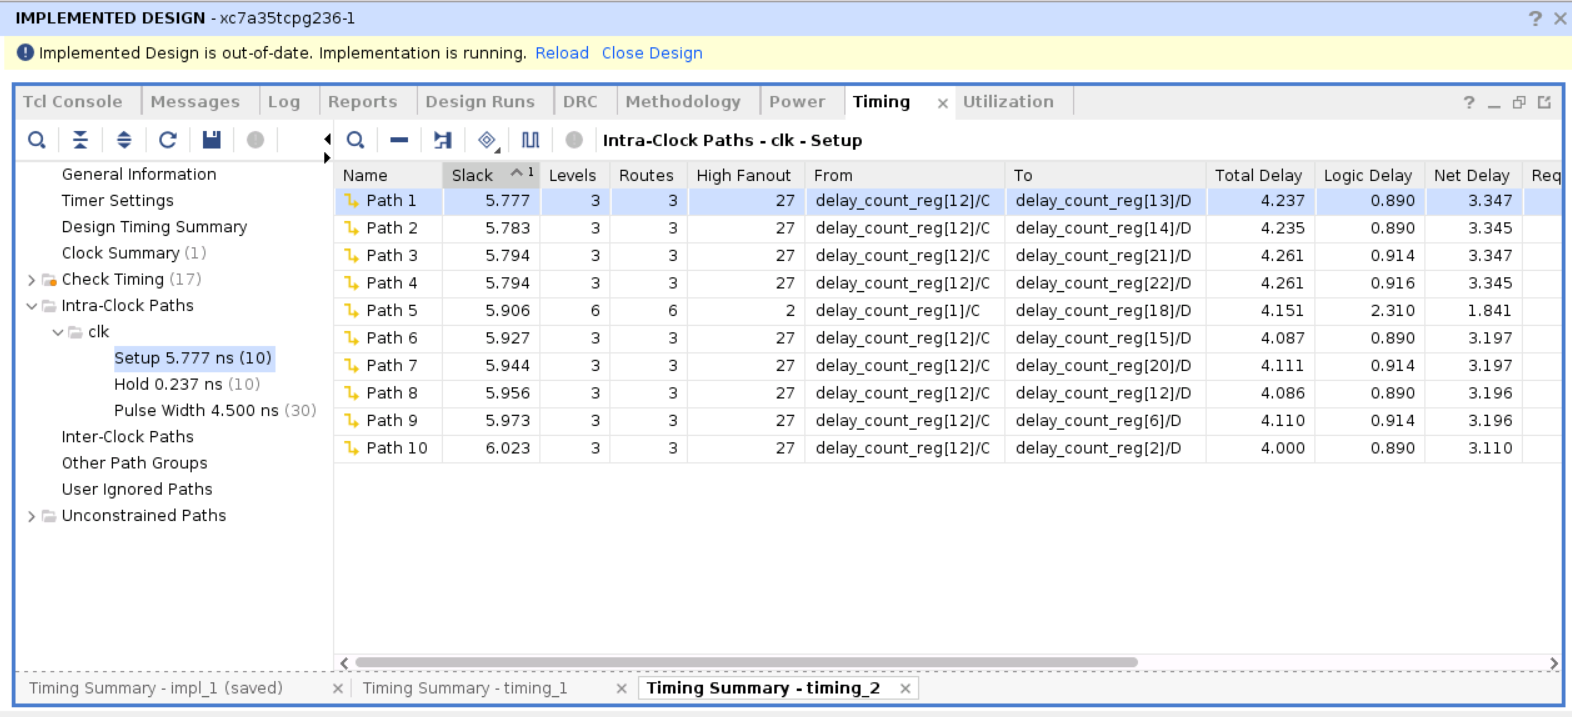 IMPLEMENTED DESIGN - xc7a35tcpg236-1
Implemented Design is out-of-date. Implementation is running. Reload Close Design
Tcl Console Messages Log Reports Design Runs DRC Methodology Power Timing Utilization
Intra-Clock Paths - clk - Setup
General Information
Timer Settings
Design Timing Summary
Clock Summary (1)
Check Timing (17)
Intra-Clock Paths
clk
Setup 5.777 ns (10)
Hold 0.237 ns (10)
Pulse Width 4.500 ns (30)
Inter-Clock Paths
Other Path Groups
User Ignored Paths
Unconstrained Paths
Name Slack 1 Levels Routes High Fanout From To Total Delay Logic Delay Net Delay Req
Path 1 5.777 3 3 27 delay_count_reg[12]/C delay_count_reg[13]/D 4.237 0.890 3.347
Path 2 5.783 3 3 27 delay_count_reg[12]/C delay_count_reg[14]/D 4.235 0.890 3.345
Path 3 5.794 3 3 27 delay_count_reg[12]/C delay_count_reg[21]/D 4.261 0.914 3.347
Path 4 5.794 3 3 27 delay_count_reg[12]/C delay_count_reg[22]/D 4.261 0.916 3.345
Path 5 5.906 6 6 2 delay_count_reg[1]/C delay_count_reg[18]/D 4.151 2.310 1.841
Path 6 5.927 3 3 27 delay_count_reg[12]/C delay_count_reg[15]/D 4.087 0.890 3.197
Path 7 5.944 3 3 27 delay_count_reg[12]/C delay_count_reg[20]/D 4.111 0.914 3.197
Path 8 5.956 3 3 27 delay_count_reg[12]/C delay_count_reg[12]/D 4.086 0.890 3.196
Path 9 5.973 3 3 27 delay_count_reg[12]/C delay_count_reg[6]/D 4.110 0.914 3.196
Path 10 6.023 3 3 27 delay_count_reg[12]/C delay_count_reg[2]/D 4.000 0.890 3.110
Timing Summary - impl_1 (saved) Timing Summary - timing_1 Timing Summary - timing_2